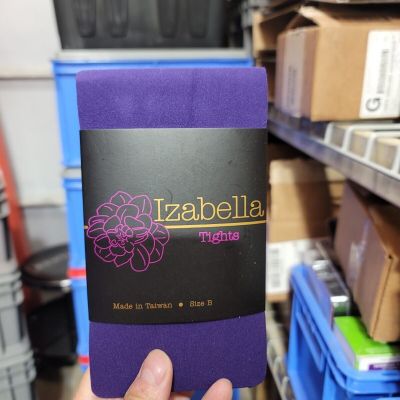 Izabella
Tights
Made in Taiwan • Size B
G